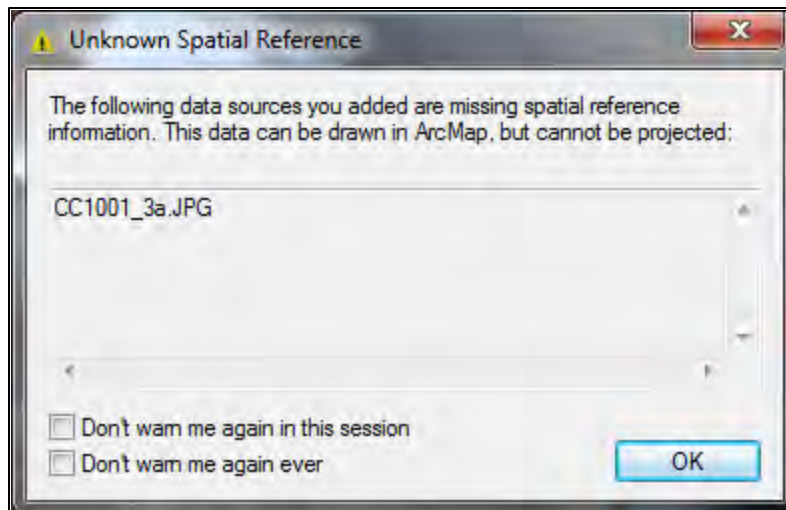 Unknown Spatial Reference
The following data sources you added are missing spatial reference
information. This data can be drawn in ArcMap, but cannot be projected:
CC1001_3a.JPG
Don't warn me again in this session
Don't warn me again ever
OK